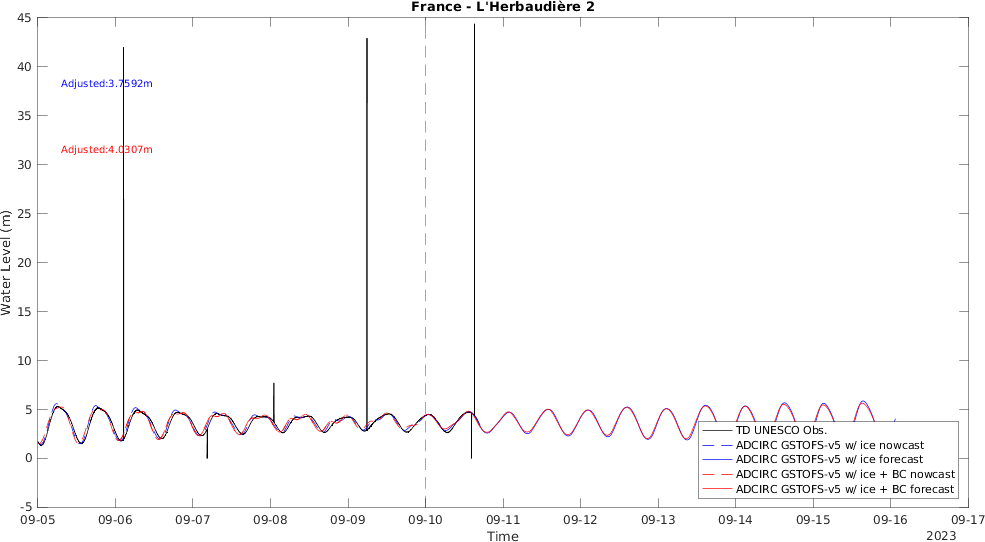 France - L'Herbaudière 2
45
40
35
30
25
20
15
10
5
0
-5
Water Level (m)
Adjusted:3.7592m
Adjusted:4.0307m
TD UNESCO Obs.
ADCIRC GSTOFS-v5 w/ ice nowcast
ADCIRC GSTOFS-v5 w/ ice forecast
ADCIRC GSTOFS-v5 w/ ice + BC nowcast
ADCIRC GSTOFS-v5 w/ ice + BC forecast
09-05 09-06 09-07 09-08 09-09 09-10 09-11 09-12 09-13 09-14 09-15 09-16 09-17
Time
2023